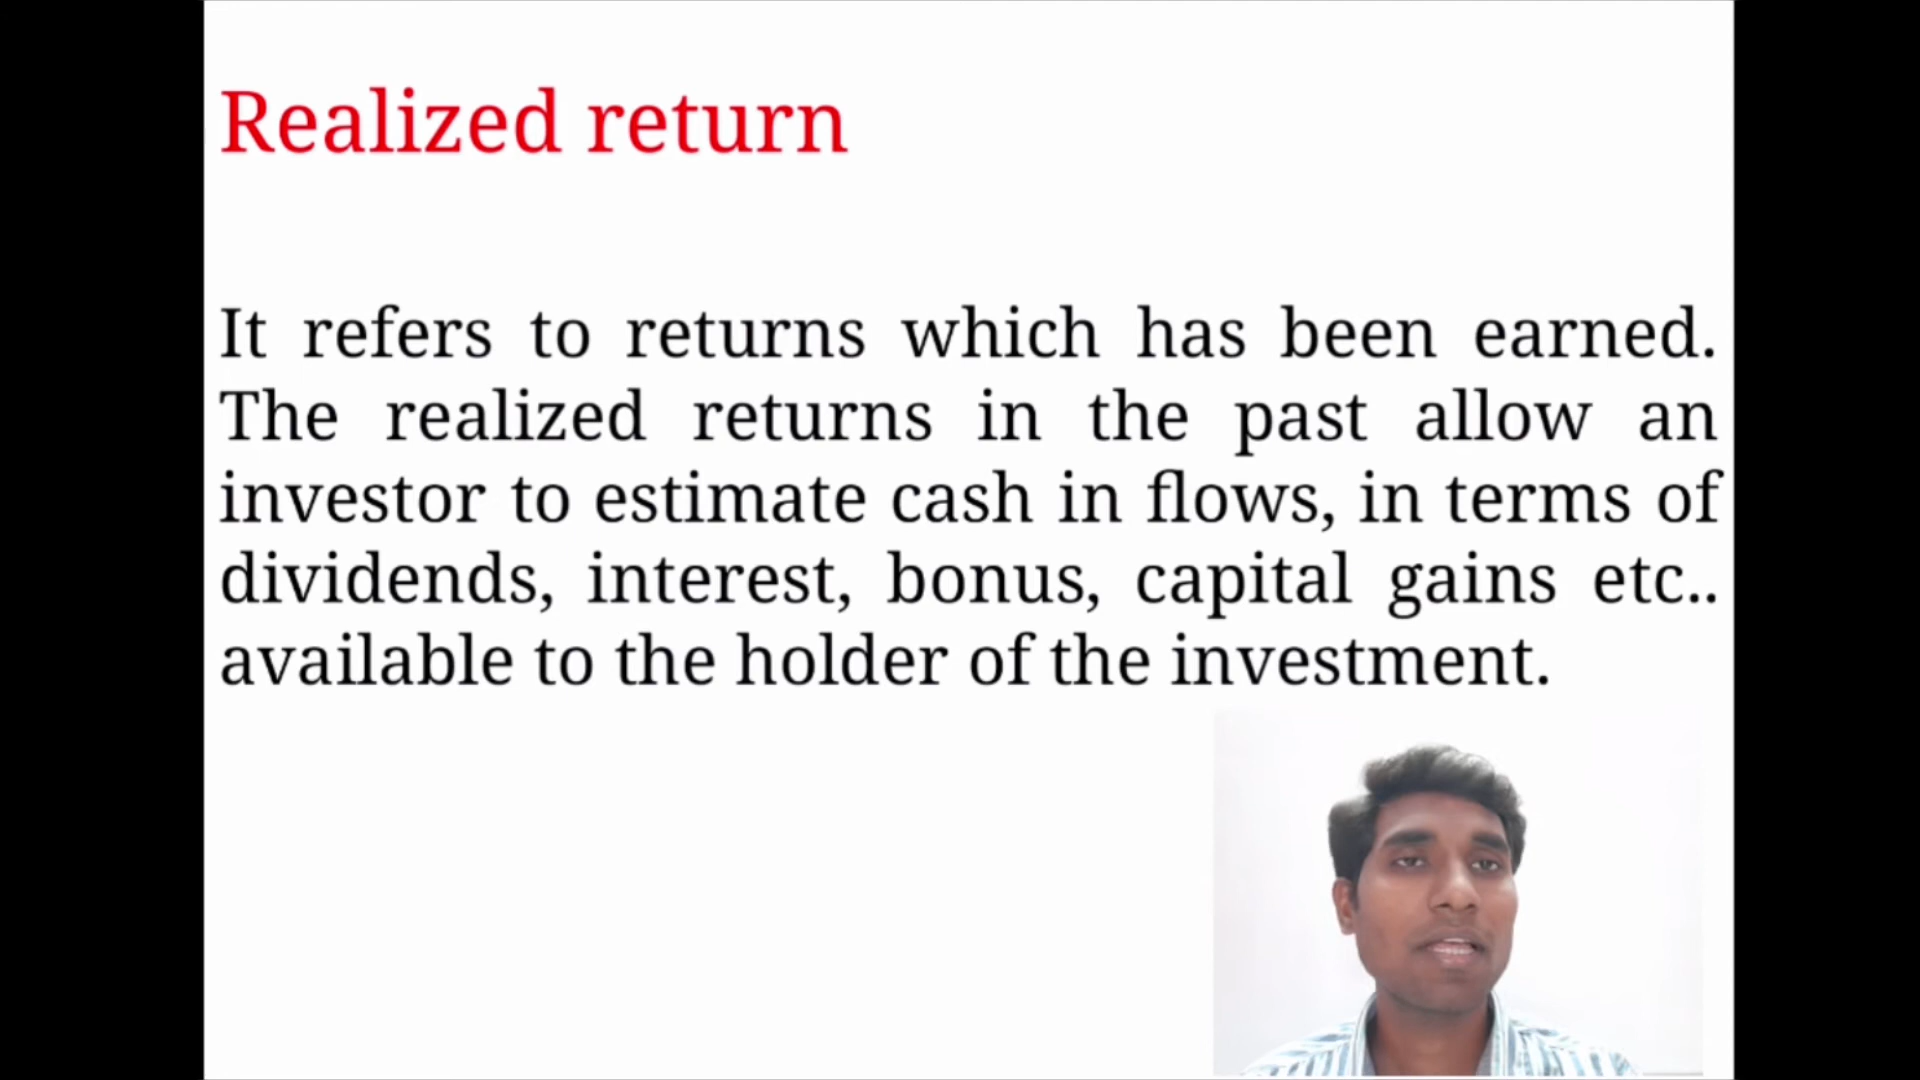 Realized return
It refers to returns which has been earned.
The realized returns in the past allow an
investor to estimate cash in flows, in terms of
dividends, interest, bonus, capital gains etc..
available to the holder of the investment.